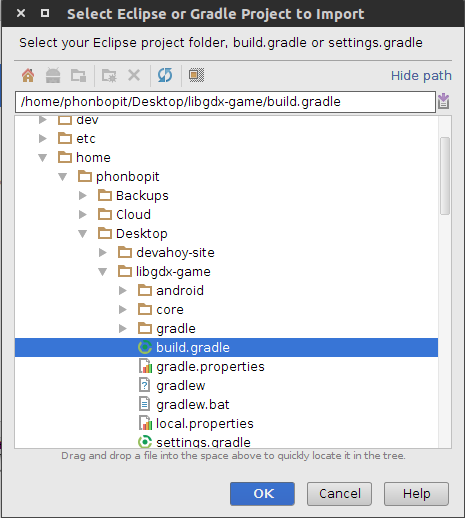 Select Eclipse or Gradle Project to Import
Select your Eclipse project folder, build.gradle or settings.gradle
Hide path
/home/phonbopit/Desktop/libgdx-game/build.gradle
dev
etc
home
phonbopit
Backups
Cloud
Desktop
devahoy-site
libgdx-game
android
core
gradle
build.gradle
gradle.properties
gradlew
gradlew.bat
local.properties
settings.gradle
Drag and drop a file into the space above to quickly locate it in the tree.
OK
Cancel
Help